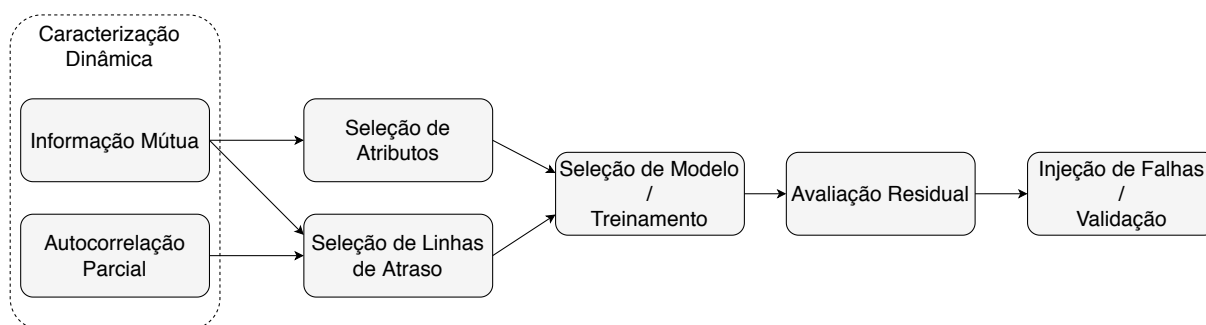 Caracterização
Dinâmica
Informação Mútua
Autocorrelação
Parcial
Seleção de
Atributos
Seleção de Linhas
de Atraso
Seleção de Modelo
/
Treinamento
Avaliação Residual
Injeção de Falhas
/
Validação